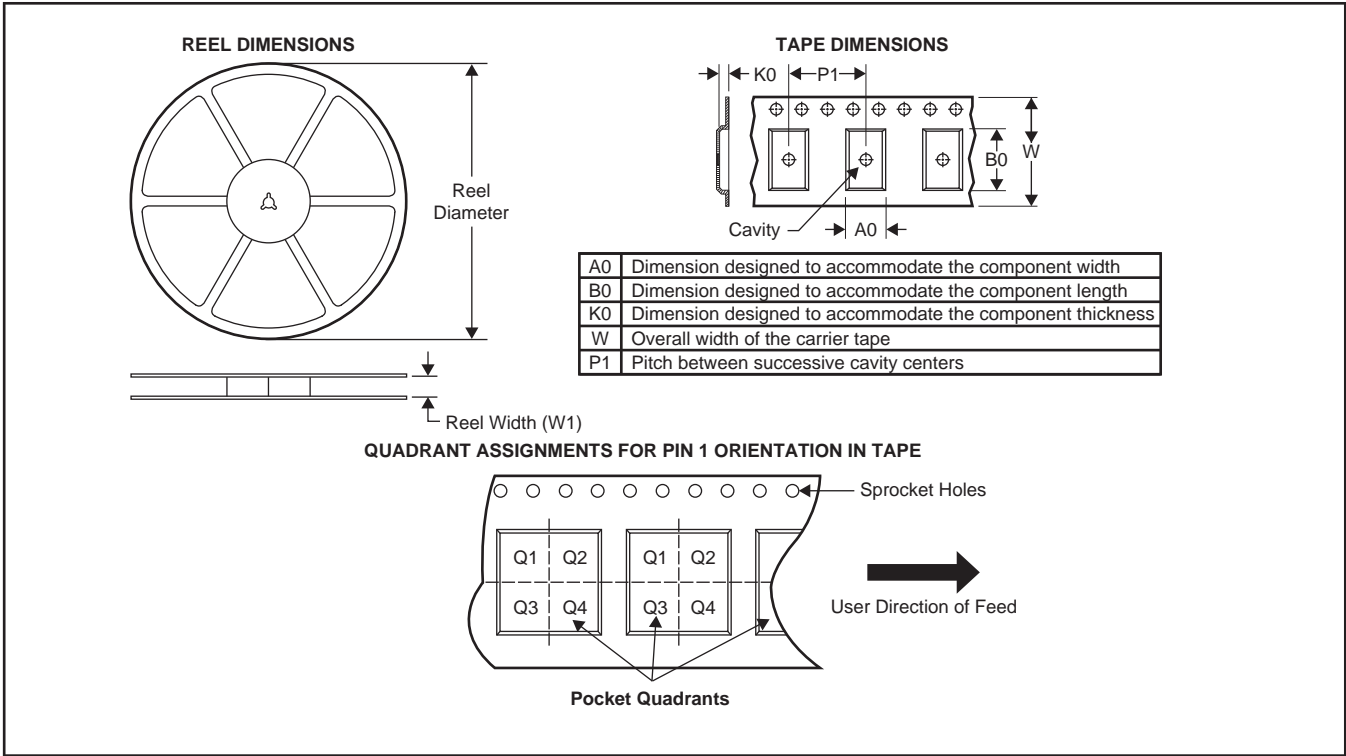 REEL DIMENSIONS
Reel
Diameter
Reel Width (W1)
TAPE DIMENSIONS
K0 P1
B0 W
Cavity A0
A0 Dimension designed to accommodate the component width
B0 Dimension designed to accommodate the component length
K0 Dimension designed to accommodate the component thickness
W Overall width of the carrier tape
P1 Pitch between successive cavity centers
QUADRANT ASSIGNMENTS FOR PIN 1 ORIENTATION IN TAPE
Sprocket Holes
Q1 Q2 Q1 Q2
Q3 Q4 Q3 Q4
User Direction of Feed
Pocket Quadrants